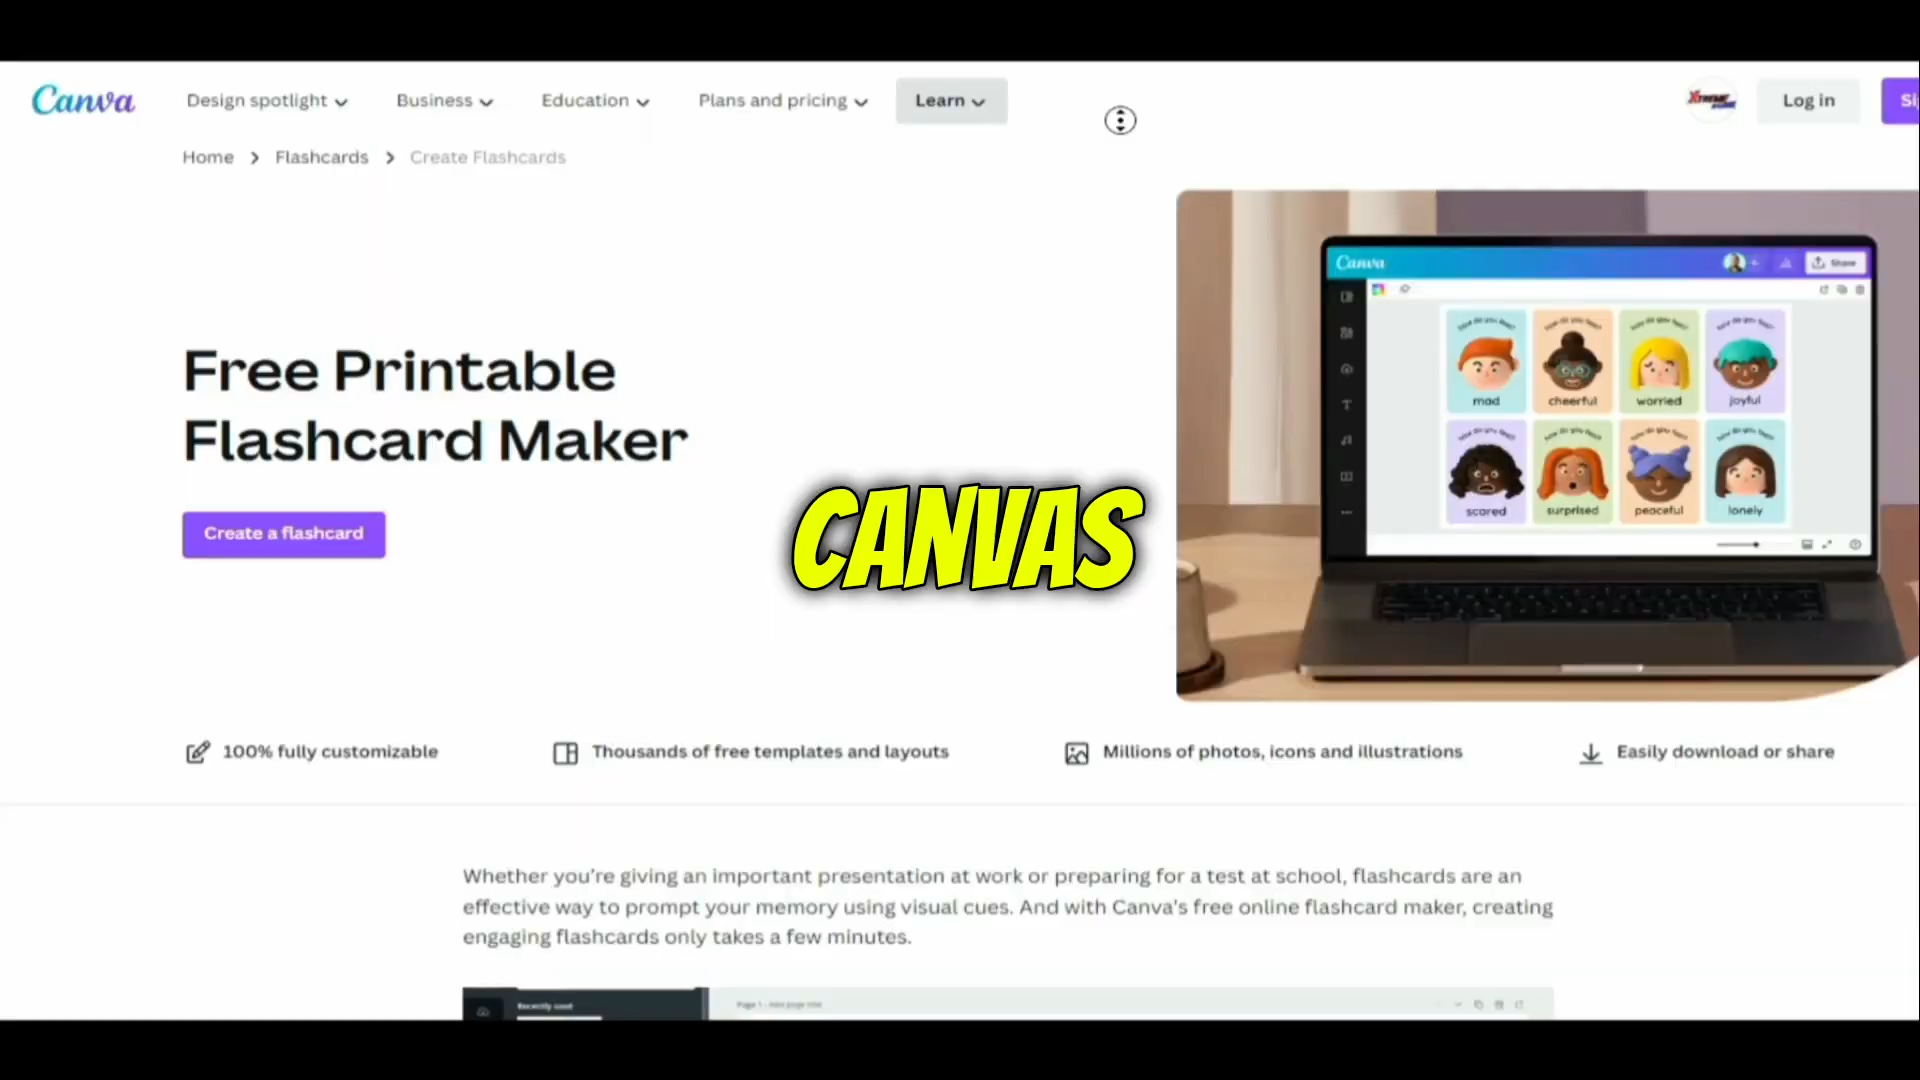 Canva
Design spotlight
Business
Education
Plans and pricing
Learn
Log in
Home > Flashcards > Create Flashcards
Free Printable
Flashcard Maker
Create a flashcard
CANVAS
Canva
Share
mad
cheerful
worried
joyful
scared
surprised
peaceful
lonely
100% fully customizable
Thousands of free templates and layouts
Millions of photos, icons and illustrations
Easily download or share
Whether you're giving an important presentation at work or preparing for a test at school, flashcards are an
effective way to prompt your memory using visual cues. And with Canva's free online flashcard maker, creating
engaging flashcards only takes a few minutes.
Recently used